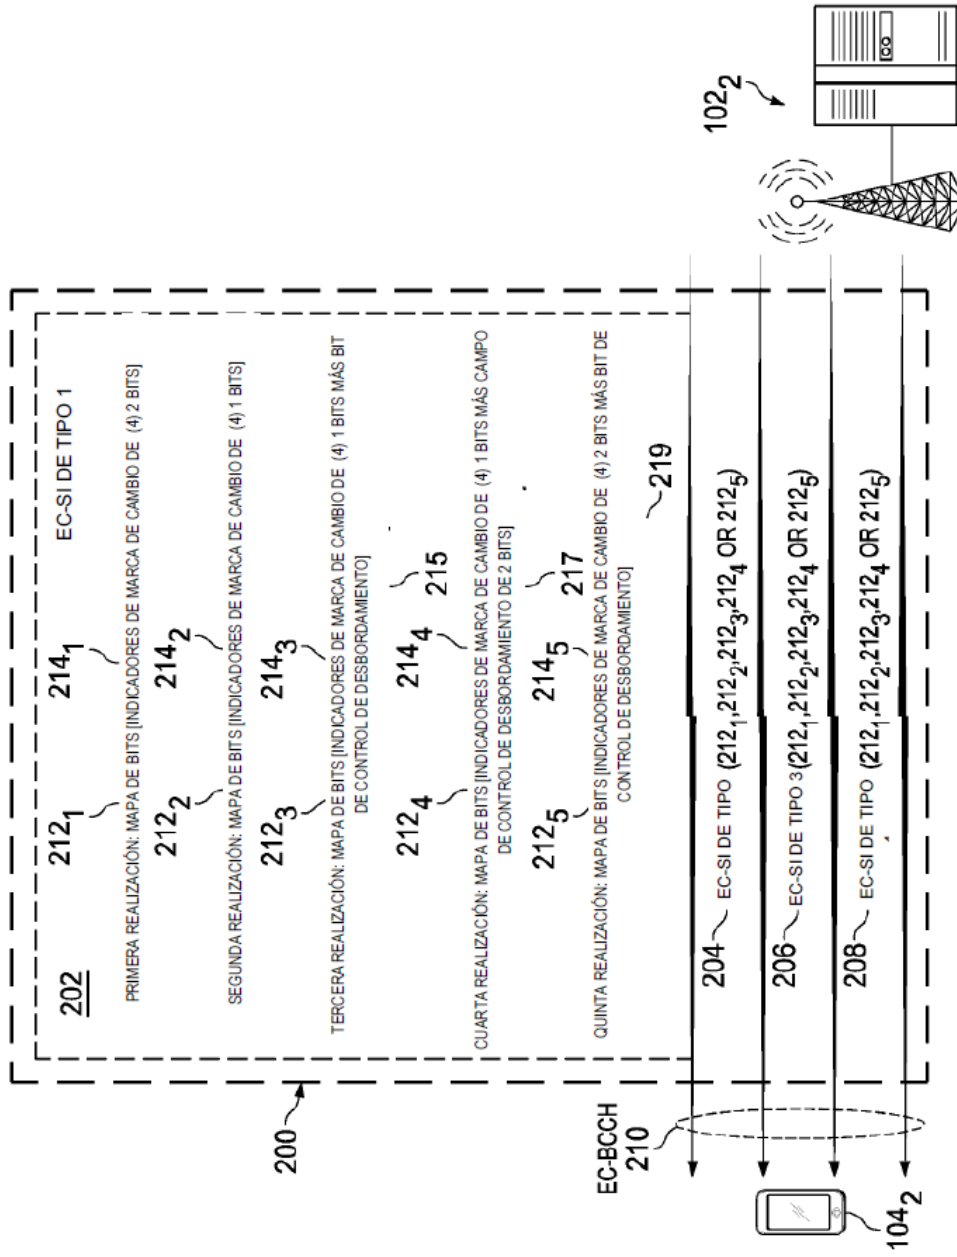 EC-SI DE TIPO 1
202
212₁
214₁
PRIMERA REALIZACIÓN: MAPA DE BITS [INDICADORES DE MARCA DE CAMBIO DE (4) 2 BITS]
212₂
214₂
SEGUNDA REALIZACIÓN: MAPA DE BITS [INDICADORES DE MARCA DE CAMBIO DE (4) 1 BITS]
212₃
214₃
TERCERA REALIZACIÓN: MAPA DE BITS [INDICADORES DE MARCA DE CAMBIO DE (4) 1 BITS MÁS BIT
DE CONTROL DE DESBORDAMIENTO]
215
212₄
214₄
CUARTA REALIZACIÓN: MAPA DE BITS [INDICADORES DE MARCA DE CAMBIO DE (4) 1 BITS MÁS CAMPO
DE CONTROL DE DESBORDAMIENTO DE 2 BITS]
217
212₅
214₅
QUINTA REALIZACIÓN: MAPA DE BITS [INDICADORES DE MARCA DE CAMBIO DE (4) 2 BITS MÁS BIT DE
CONTROL DE DESBORDAMIENTO]
219
200
EC-BCCH
210
204 EC-SI DE TIPO (212₁,212₂,212₃,212₄ OR 212₅)
206 EC-SI DE TIPO 3(212₁,212₂,212₃,212₄ OR 212₅)
208 EC-SI DE TIPO (212₁,212₂,212₃,212₄ OR 212₅)
104₂
102₂